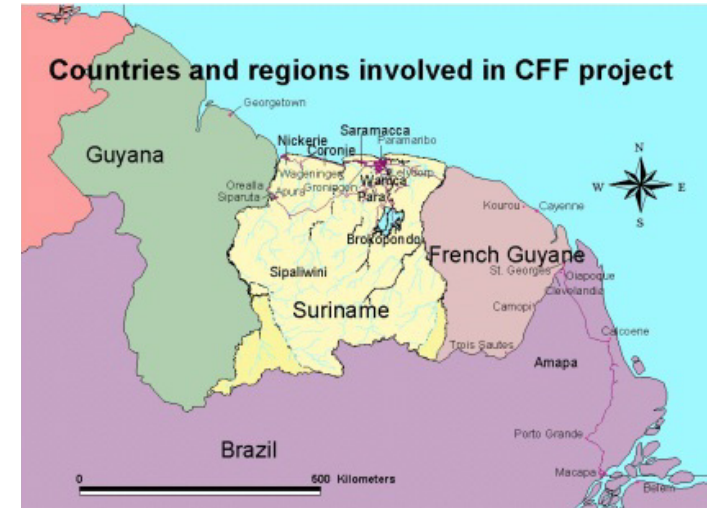 Countries and regions involved in CFF project
Georgetown
Saramacca
Nickerie
Paramaribo
Coronie
Guyana
Wageningen
Lelydorp
Wanica
Orealla
Apura
Groningen
Siparuta
Para
N
W
E
S
Kourou
Cayenne
Brokopondo
French Guyane
Sipaliwini
St. Georges
Oiapoque
Clevelandia
Suriname
Camopi
Calcoene
Trois Sautes
Amapa
Porto Grande
Brazil
Macapa
0
600 Kilometers
Belem